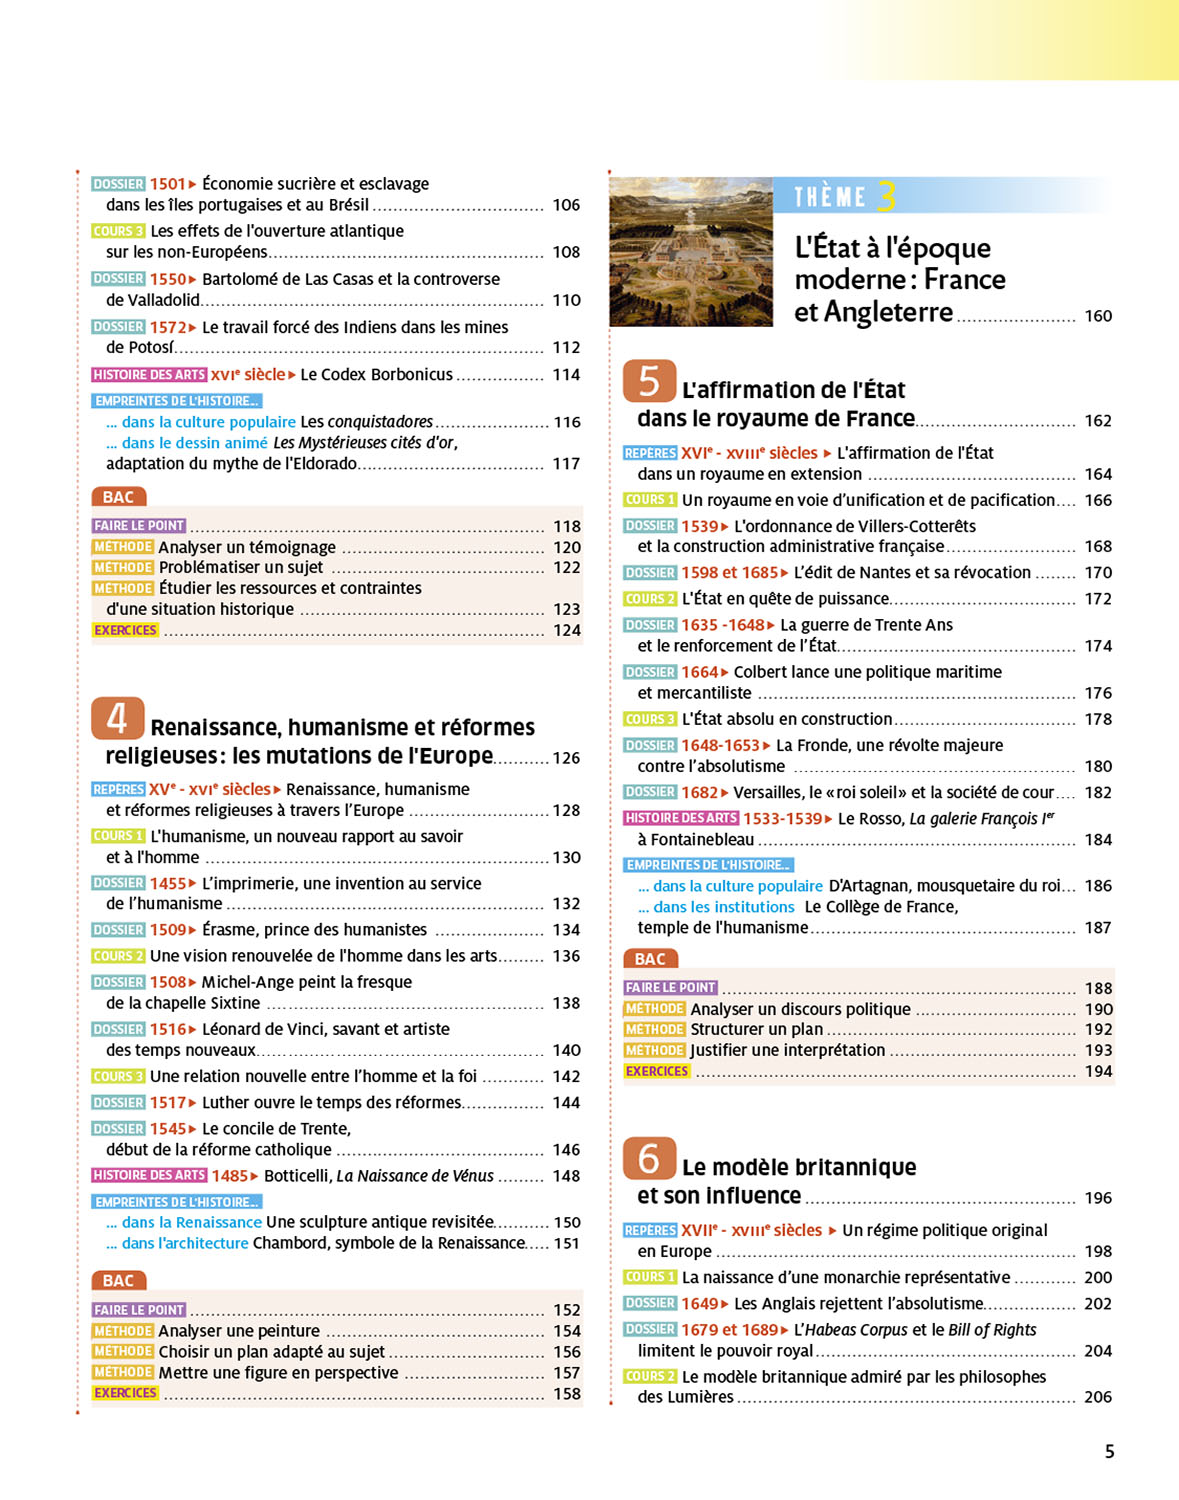 DOSSIER 1501 ▸ Économie sucrière et esclavage
dans les îles portugaises et au Brésil ................................. 106
COURS 3 Les effets de l'ouverture atlantique
sur les non-Européens..................................................... 108
DOSSIER 1550 ▸ Bartolomé de Las Casas et la controverse
de Valladolid.................................................................. 110
DOSSIER 1572 ▸ Le travail forcé des Indiens dans les mines
de Potosí....................................................................... 112
HISTOIRE DES ARTS XVIe siècle ▸ Le Codex Borbonicus ................. 114
EMPREINTES DE L'HISTOIRE...
... dans la culture populaire Les conquistadores...................... 116
... dans le dessin animé Les Mystérieuses cités d'or,
adaptation du mythe de l'Eldorado.................................... 117
BAC
FAIRE LE POINT .................................................................... 118
MÉTHODE Analyser un témoignage ....................................... 120
MÉTHODE Problématiser un sujet ......................................... 122
MÉTHODE Étudier les ressources et contraintes
d'une situation historique ............................................... 123
EXERCICES ......................................................................... 124
4 Renaissance, humanisme et réformes
religieuses : les mutations de l'Europe........... 126
REPÈRES XVe - XVIe siècles ▸ Renaissance, humanisme
et réformes religieuses à travers l’Europe ........................... 128
COURS 1 L'humanisme, un nouveau rapport au savoir
et à l'homme .................................................................. 130
DOSSIER 1455 ▸ L’imprimerie, une invention au service
de l’humanisme ............................................................. 132
DOSSIER 1509 ▸ Érasme, prince des humanistes ..................... 134
COURS 2 Une vision renouvelée de l'homme dans les arts......... 136
DOSSIER 1508 ▸ Michel-Ange peint la fresque
de la chapelle Sixtine ..................................................... 138
DOSSIER 1516 ▸ Léonard de Vinci, savant et artiste
des temps nouveaux....................................................... 140
COURS 3 Une relation nouvelle entre l’homme et la foi ............ 142
DOSSIER 1517 ▸ Luther ouvre le temps des réformes................ 144
DOSSIER 1545 ▸ Le concile de Trente,
début de la réforme catholique ........................................ 146
HISTOIRE DES ARTS 1485 ▸ Botticelli, La Naissance de Vénus ......... 148
EMPREINTES DE L'HISTOIRE...
... dans la Renaissance Une sculpture antique revisitée........... 150
... dans l'architecture Chambord, symbole de la Renaissance..... 151
BAC
FAIRE LE POINT .................................................................... 152
MÉTHODE Analyser une peinture .......................................... 154
MÉTHODE Choisir un plan adapté au sujet .............................. 156
MÉTHODE Mettre une figure en perspective ........................... 157
EXERCICES ......................................................................... 158
THÈME 3
L'État à l'époque
moderne : France
et Angleterre ....................... 160
5 L'affirmation de l'État
dans le royaume de France............................... 162
REPÈRES XVIe - XVIIIe siècles ▸ L'affirmation de l'État
dans un royaume en extension ........................................ 164
COURS 1 Un royaume en voie d’unification et de pacification.... 166
DOSSIER 1539 ▸ L'ordonnance de Villers-Cotterêts
et la construction administrative française......................... 168
DOSSIER 1598 et 1685 ▸ L’édit de Nantes et sa révocation ........ 170
COURS 2 L'État en quête de puissance.................................... 172
DOSSIER 1635 -1648 ▸ La guerre de Trente Ans
et le renforcement de l’État.............................................. 174
DOSSIER 1664 ▸ Colbert lance une politique maritime
et mercantiliste ............................................................. 176
COURS 3 L'État absolu en construction................................... 178
DOSSIER 1648-1653 ▸ La Fronde, une révolte majeure
contre l’absolutisme ...................................................... 180
DOSSIER 1682 ▸ Versailles, le « roi soleil » et la société de cour.... 182
HISTOIRE DES ARTS 1533-1539 ▸ Le Rosso, La galerie François Ier
à Fontainebleau ............................................................. 184
EMPREINTES DE L'HISTOIRE...
... dans la culture populaire D'Artagnan, mousquetaire du roi... 186
... dans les institutions Le Collège de France,
temple de l'humanisme................................................... 187
BAC
FAIRE LE POINT .................................................................... 188
MÉTHODE Analyser un discours politique ............................... 190
MÉTHODE Structurer un plan ................................................ 192
MÉTHODE Justifier une interprétation .................................... 193
EXERCICES ......................................................................... 194
6 Le modèle britannique
et son influence .................................................... 196
REPÈRES XVIIe - XVIIIe siècles ▸ Un régime politique original
en Europe ..................................................................... 198
COURS 1 La naissance d’une monarchie représentative ............ 200
DOSSIER 1649 ▸ Les Anglais rejettent l’absolutisme.................. 202
DOSSIER 1679 et 1689 ▸ L’Habeas Corpus et le Bill of Rights
limitent le pouvoir royal.................................................. 204
COURS 2 Le modèle britannique admiré par les philosophes
des Lumières ................................................................. 206
5